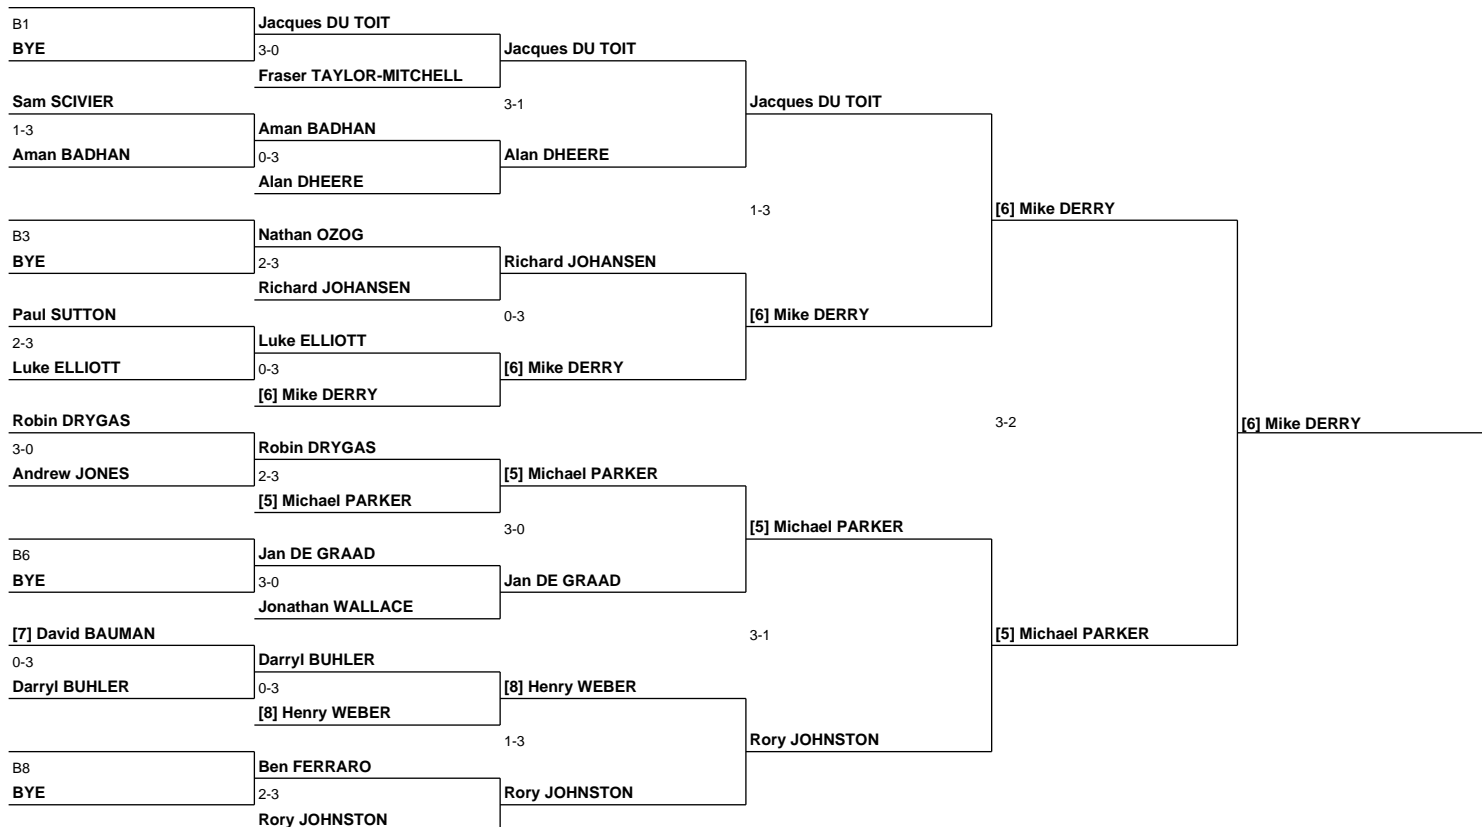 B1
BYE
Jacques DU TOIT
3-0
Fraser TAYLOR-MITCHELL
Jacques DU TOIT
3-1
Sam SCIVIER
1-3
Aman BADHAN
Aman BADHAN
0-3
Alan DHEERE
Alan DHEERE
Jacques DU TOIT
1-3
B3
BYE
Nathan OZOG
2-3
Richard JOHANSEN
Richard JOHANSEN
0-3
Paul SUTTON
2-3
Luke ELLIOTT
Luke ELLIOTT
0-3
[6] Mike DERRY
[6] Mike DERRY
[6] Mike DERRY
[6] Mike DERRY
3-2
[6] Mike DERRY
Robin DRYGAS
3-0
Andrew JONES
Robin DRYGAS
2-3
[5] Michael PARKER
[5] Michael PARKER
3-0
B6
BYE
Jan DE GRAAD
3-0
Jonathan WALLACE
Jan DE GRAAD
[5] Michael PARKER
3-1
[5] Michael PARKER
[7] David BAUMAN
0-3
Darryl BUHLER
Darryl BUHLER
0-3
[8] Henry WEBER
[8] Henry WEBER
1-3
Rory JOHNSTON
B8
BYE
Ben FERRARO
2-3
Rory JOHNSTON
Rory JOHNSTON